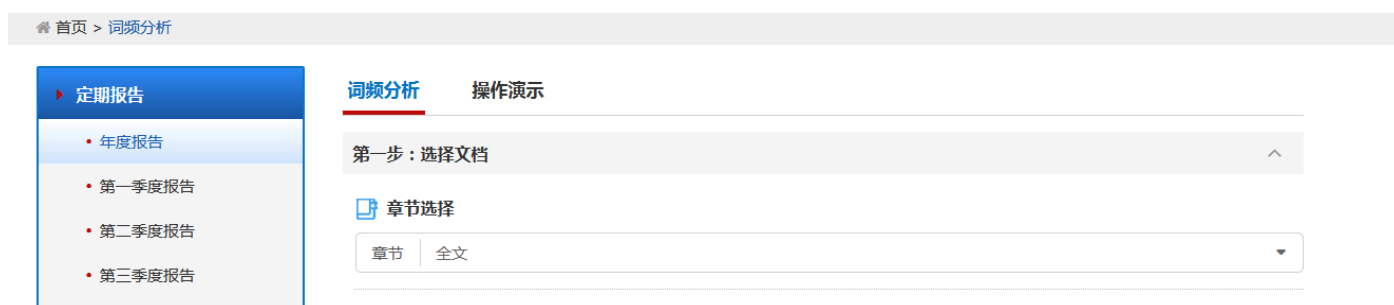 首页 > 词频分析
定期报告
• 年度报告
• 第一季度报告
• 第二季度报告
• 第三季度报告
词频分析 操作演示
第一步：选择文档
章节选择
章节 全文